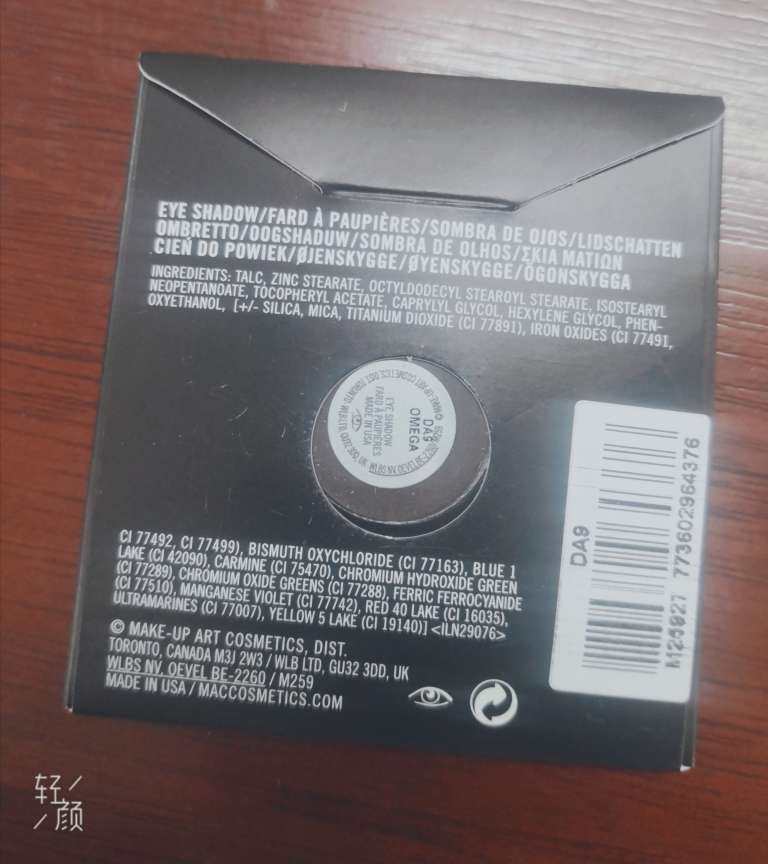 EYE SHADOW/FARD À PAUPIÈRES/SOMBRA DE OJOS/LIDSCHATTEN
OMBRETTO/OOGSHADUW/SOMBRA DE OLHOS/ΣΚΙΑ ΜΑΤΙΩΝ
CIEŃ DO POWIEK/ØJENSKYGGE/ØYENSKYGGE/ÖGONSKYGGA
INGREDIENTS: TALC, ZINC STEARATE, OCTYLDODECYL STEAROYL STEARATE, ISOSTEARYL
NEOPENTANOATE, TOCOPHERYL ACETATE, CAPRYLYL GLYCOL, HEXYLENE GLYCOL, PHEN-
OXYETHANOL, [+/- SILICA, MICA, TITANIUM DIOXIDE (CI 77891), IRON OXIDES (CI 77491,
DA9
OMEGA
EYE SHADOW
FARD À PAUPIÈRES
MADE IN USA
CI 77492, CI 77499), BISMUTH OXYCHLORIDE (CI 77163), BLUE 1
LAKE (CI 42090), CARMINE (CI 75470), CHROMIUM HYDROXIDE GREEN
(CI 77289), CHROMIUM OXIDE GREENS (CI 77288), FERRIC FERROCYANIDE
(CI 77510), MANGANESE VIOLET (CI 77742), RED 40 LAKE (CI 16035),
ULTRAMARINES (CI 77007), YELLOW 5 LAKE (CI 19140)] <ILN29076>
© MAKE-UP ART COSMETICS, DIST.
TORONTO, CANADA M3J 2W3 / WLB LTD, GU32 3DD, UK
WLBS NV, OEVEL BE-2260 / M259
MADE IN USA / MACCOSMETICS.COM
DA9
M25927 773602964376
轻
颜